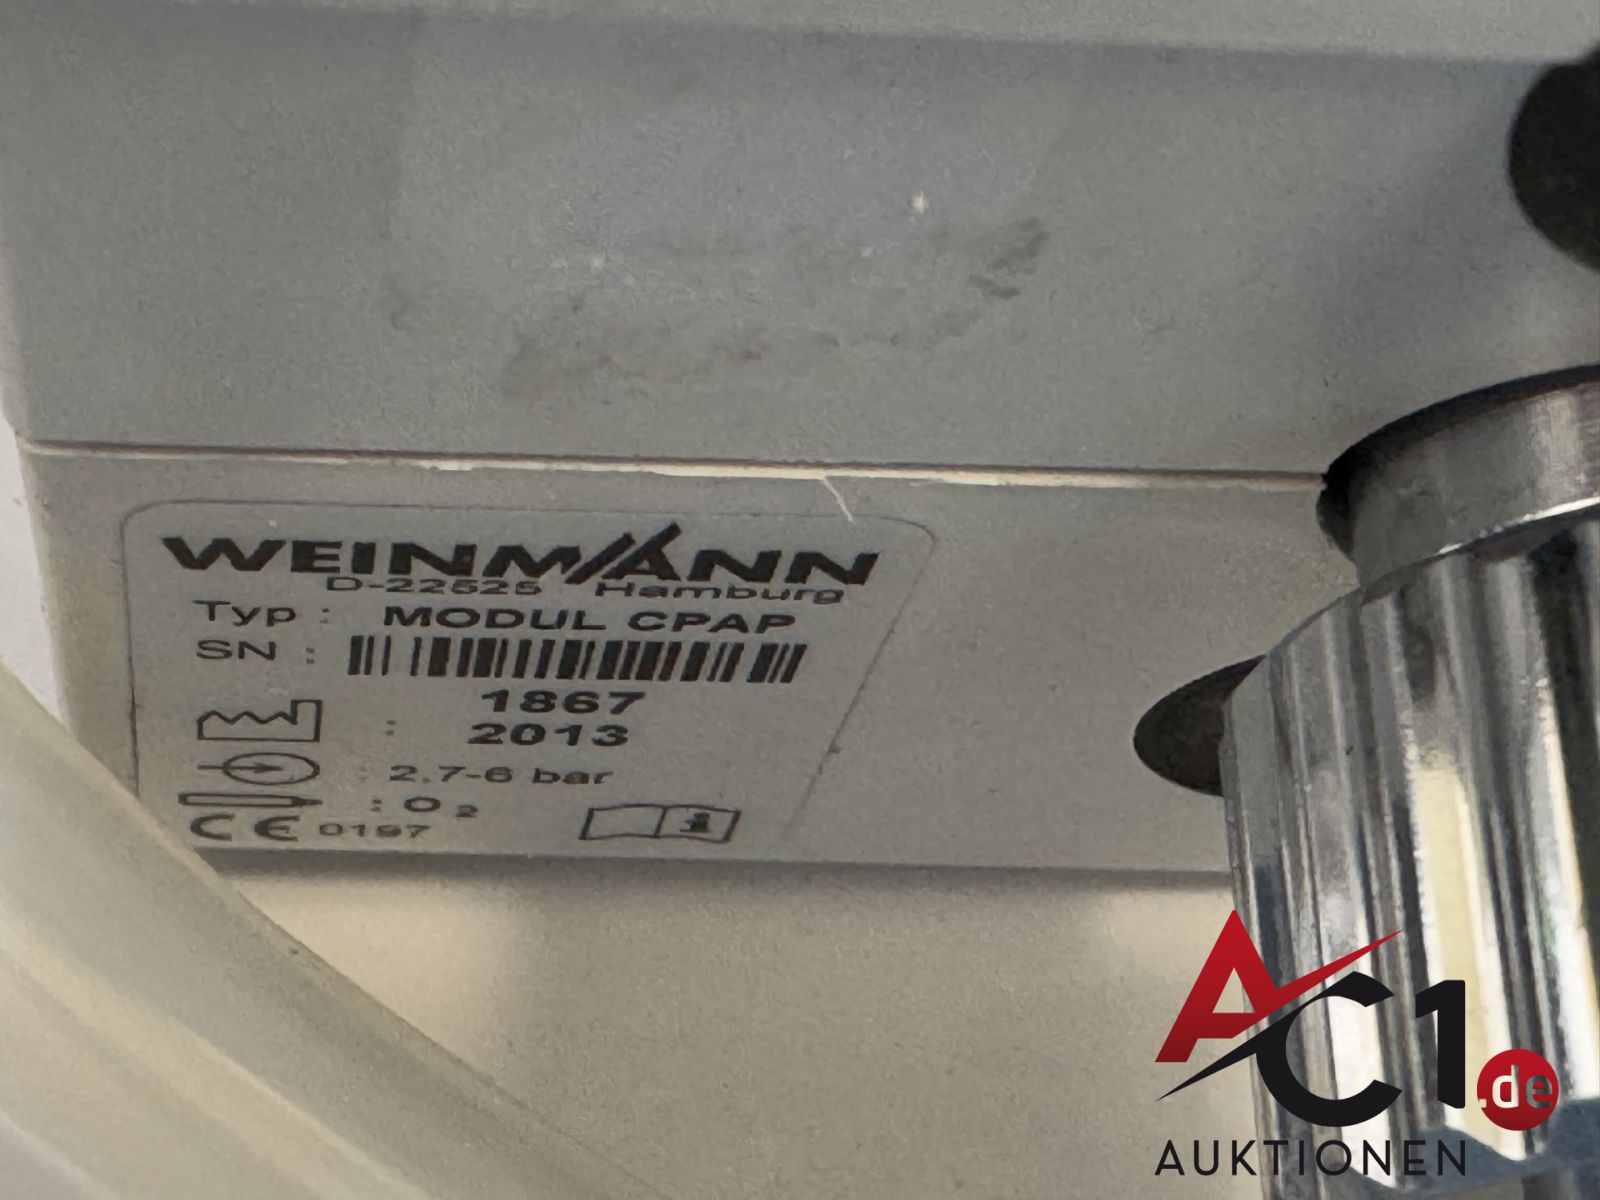 WEINMANN
D-22525 Hamburg
Typ : MODUL CPAP
SN :
1867
: 2013
: 2.7-6 bar
: O2
CE 0197
i
AC1.de
AUKTIONEN